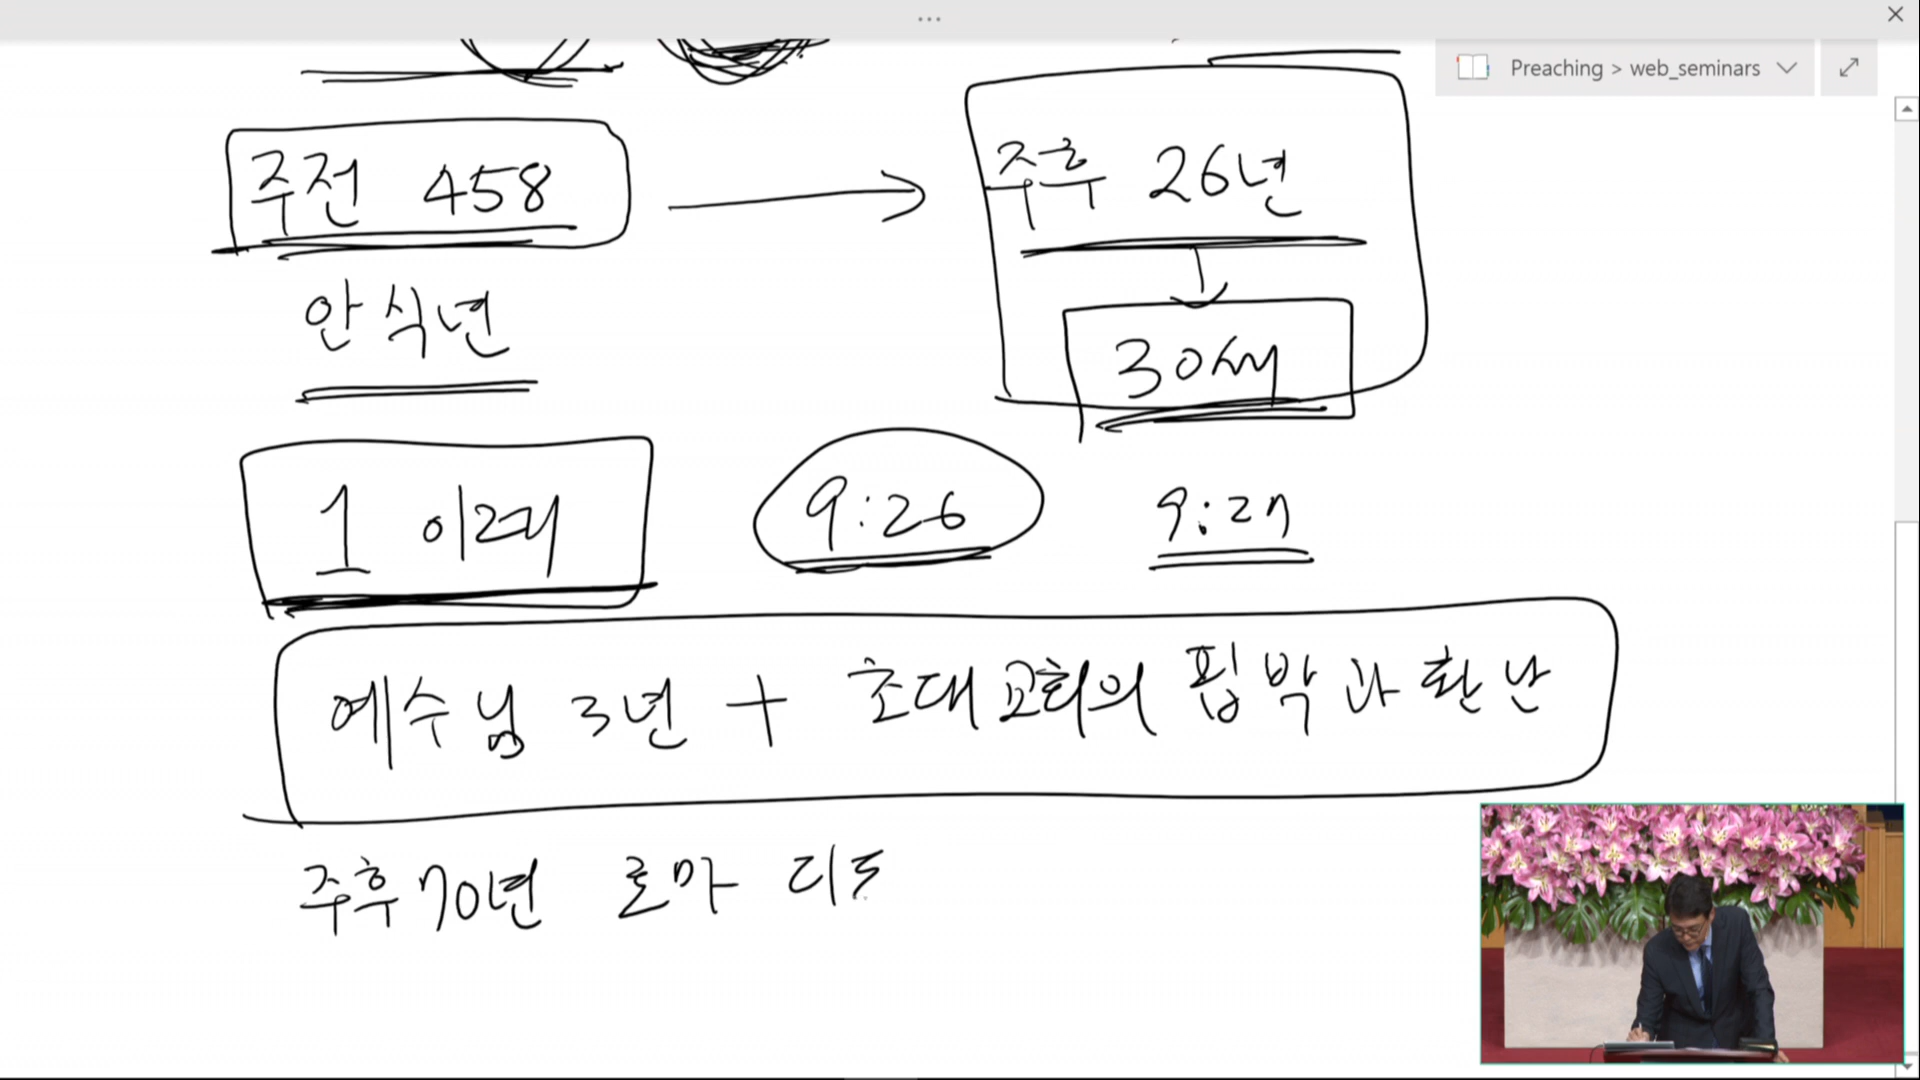 ...
Preaching > web_seminars
주전 458 → 주후 26년
안식년
30세
1 이레 9:26 9:27
예수님 3년 + 초대교회의 핍박과 환난
주후 70년 로마 디도